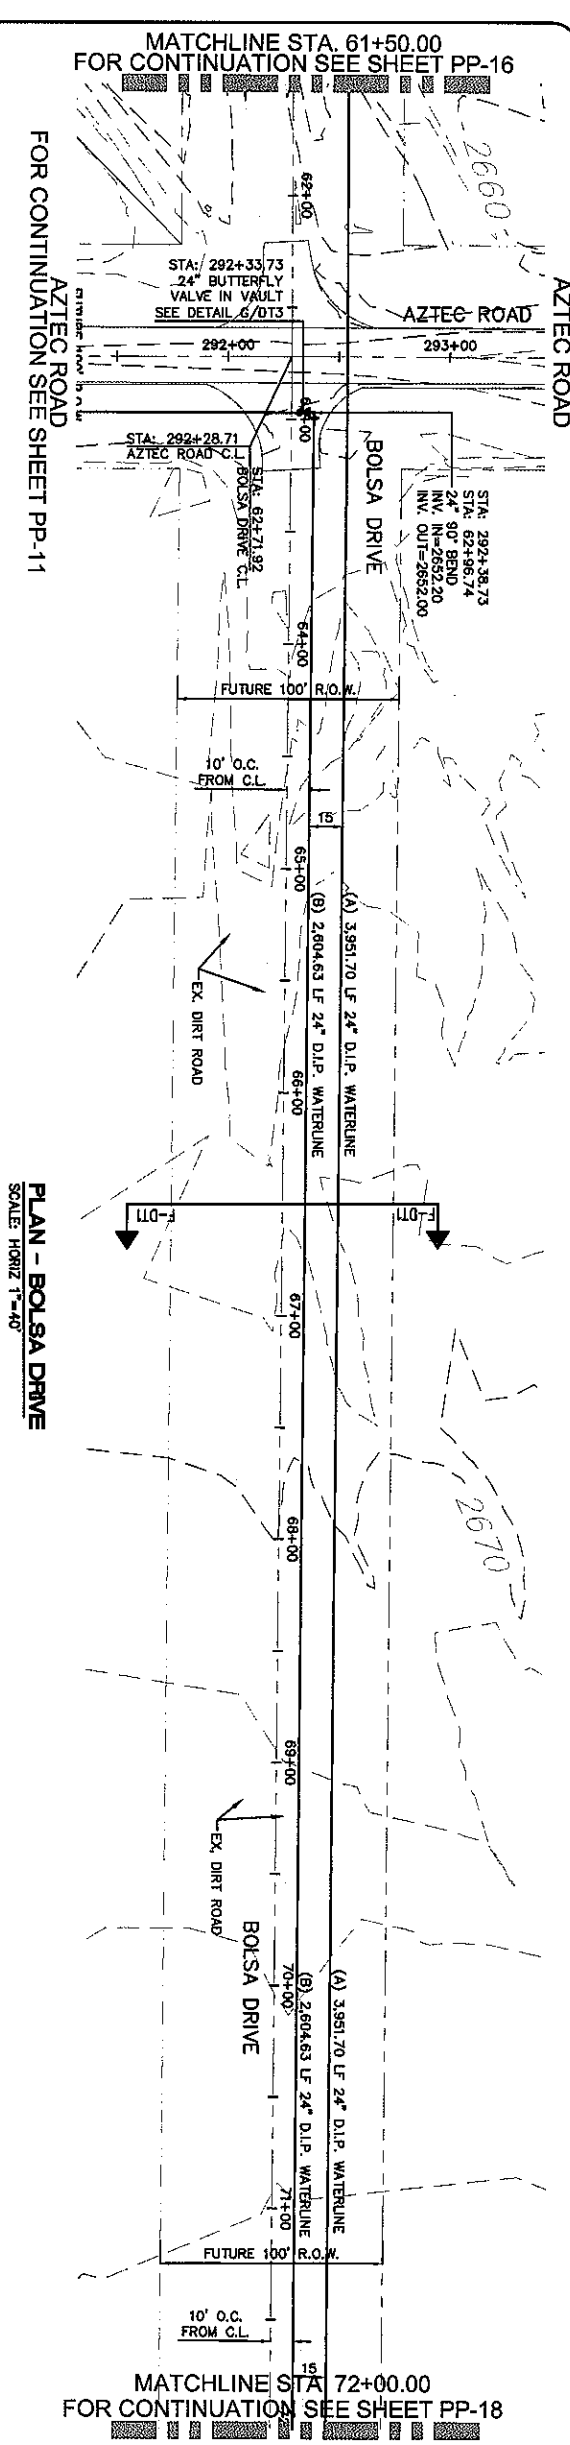 MATCHLINE STA. 61+50.00
FOR CONTINUATION SEE SHEET PP-16
2660
62+00
STA: 292+33.73
24" BUTTERFLY
VALVE IN VAULT
SEE DETAIL G/DT3
AZTEC ROAD
AZTEC ROAD
292+00
293+00
AZTEC ROAD
FOR CONTINUATION SEE SHEET PP-11
STA: 292+28.71
AZTEC ROAD C.L.
STA: 62+71.92
BOLSA DRIVE C.L.
BOLSA DRIVE
STA: 292+38.73
STA: 62+96.74
24" 90° BEND
INV. IN=2652.20
INV. OUT=2652.00
64+00
FUTURE 100' R.O.W.
10' O.C.
FROM C.L.
15
65+00
(A) 3,951.70 LF 24" D.I.P. WATERLINE
(B) 2,604.63 LF 24" D.I.P. WATERLINE
EX. DIRT ROAD
66+00
F-DT1
F-DT1
PLAN - BOLSA DRIVE
SCALE: HORIZ 1"=40'
67+00
68+00
2670
69+00
EX. DIRT ROAD
BOLSA DRIVE
70+00
(A) 3,951.70 LF 24" D.I.P. WATERLINE
(B) 2,604.63 LF 24" D.I.P. WATERLINE
71+00
FUTURE 100' R.O.W.
10' O.C.
FROM C.L.
15
MATCHLINE STA 72+00.00
FOR CONTINUATION SEE SHEET PP-18